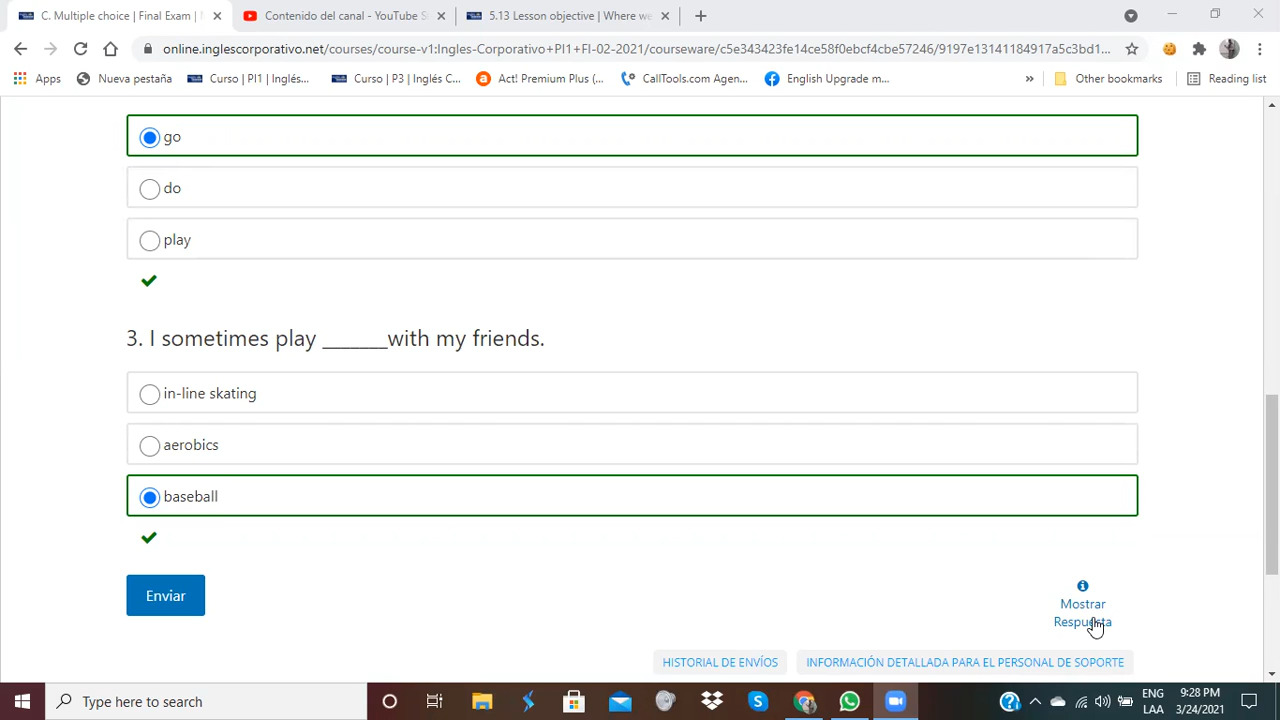 C. Multiple choice | Final Exam |
Contenido del canal - YouTube S
5.13 Lesson objective | Where we
online.inglescorporativo.net/courses/course-v1:Ingles-Corporativo+PI1+FI-02-2021/courseware/c5e343423fe14ce58f0ebcf4cbe57246/9197e13141184917a5c3bd1...
Apps
Nueva pestaña
Curso | PI1 | Inglés...
Curso | P3 | Inglés C...
Act! Premium Plus (...
CallTools.com Agen...
English Upgrade m...
»
Other bookmarks
Reading list
go
do
play
3. I sometimes play _______with my friends.
in-line skating
aerobics
baseball
Enviar
Mostrar
Respuesta
HISTORIAL DE ENVÍOS
INFORMACIÓN DETALLADA PARA EL PERSONAL DE SOPORTE
Type here to search
ENG
LAA
9:28 PM
3/24/2021